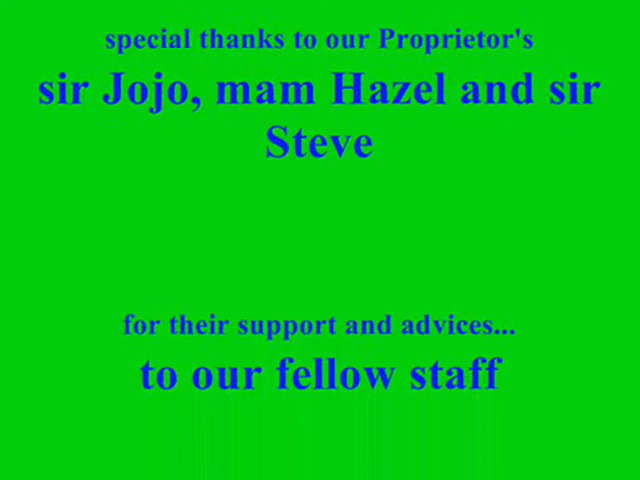 special thanks to our Proprietor's
sir Jojo, mam Hazel and sir
Steve
for their support and advices...
to our fellow staff